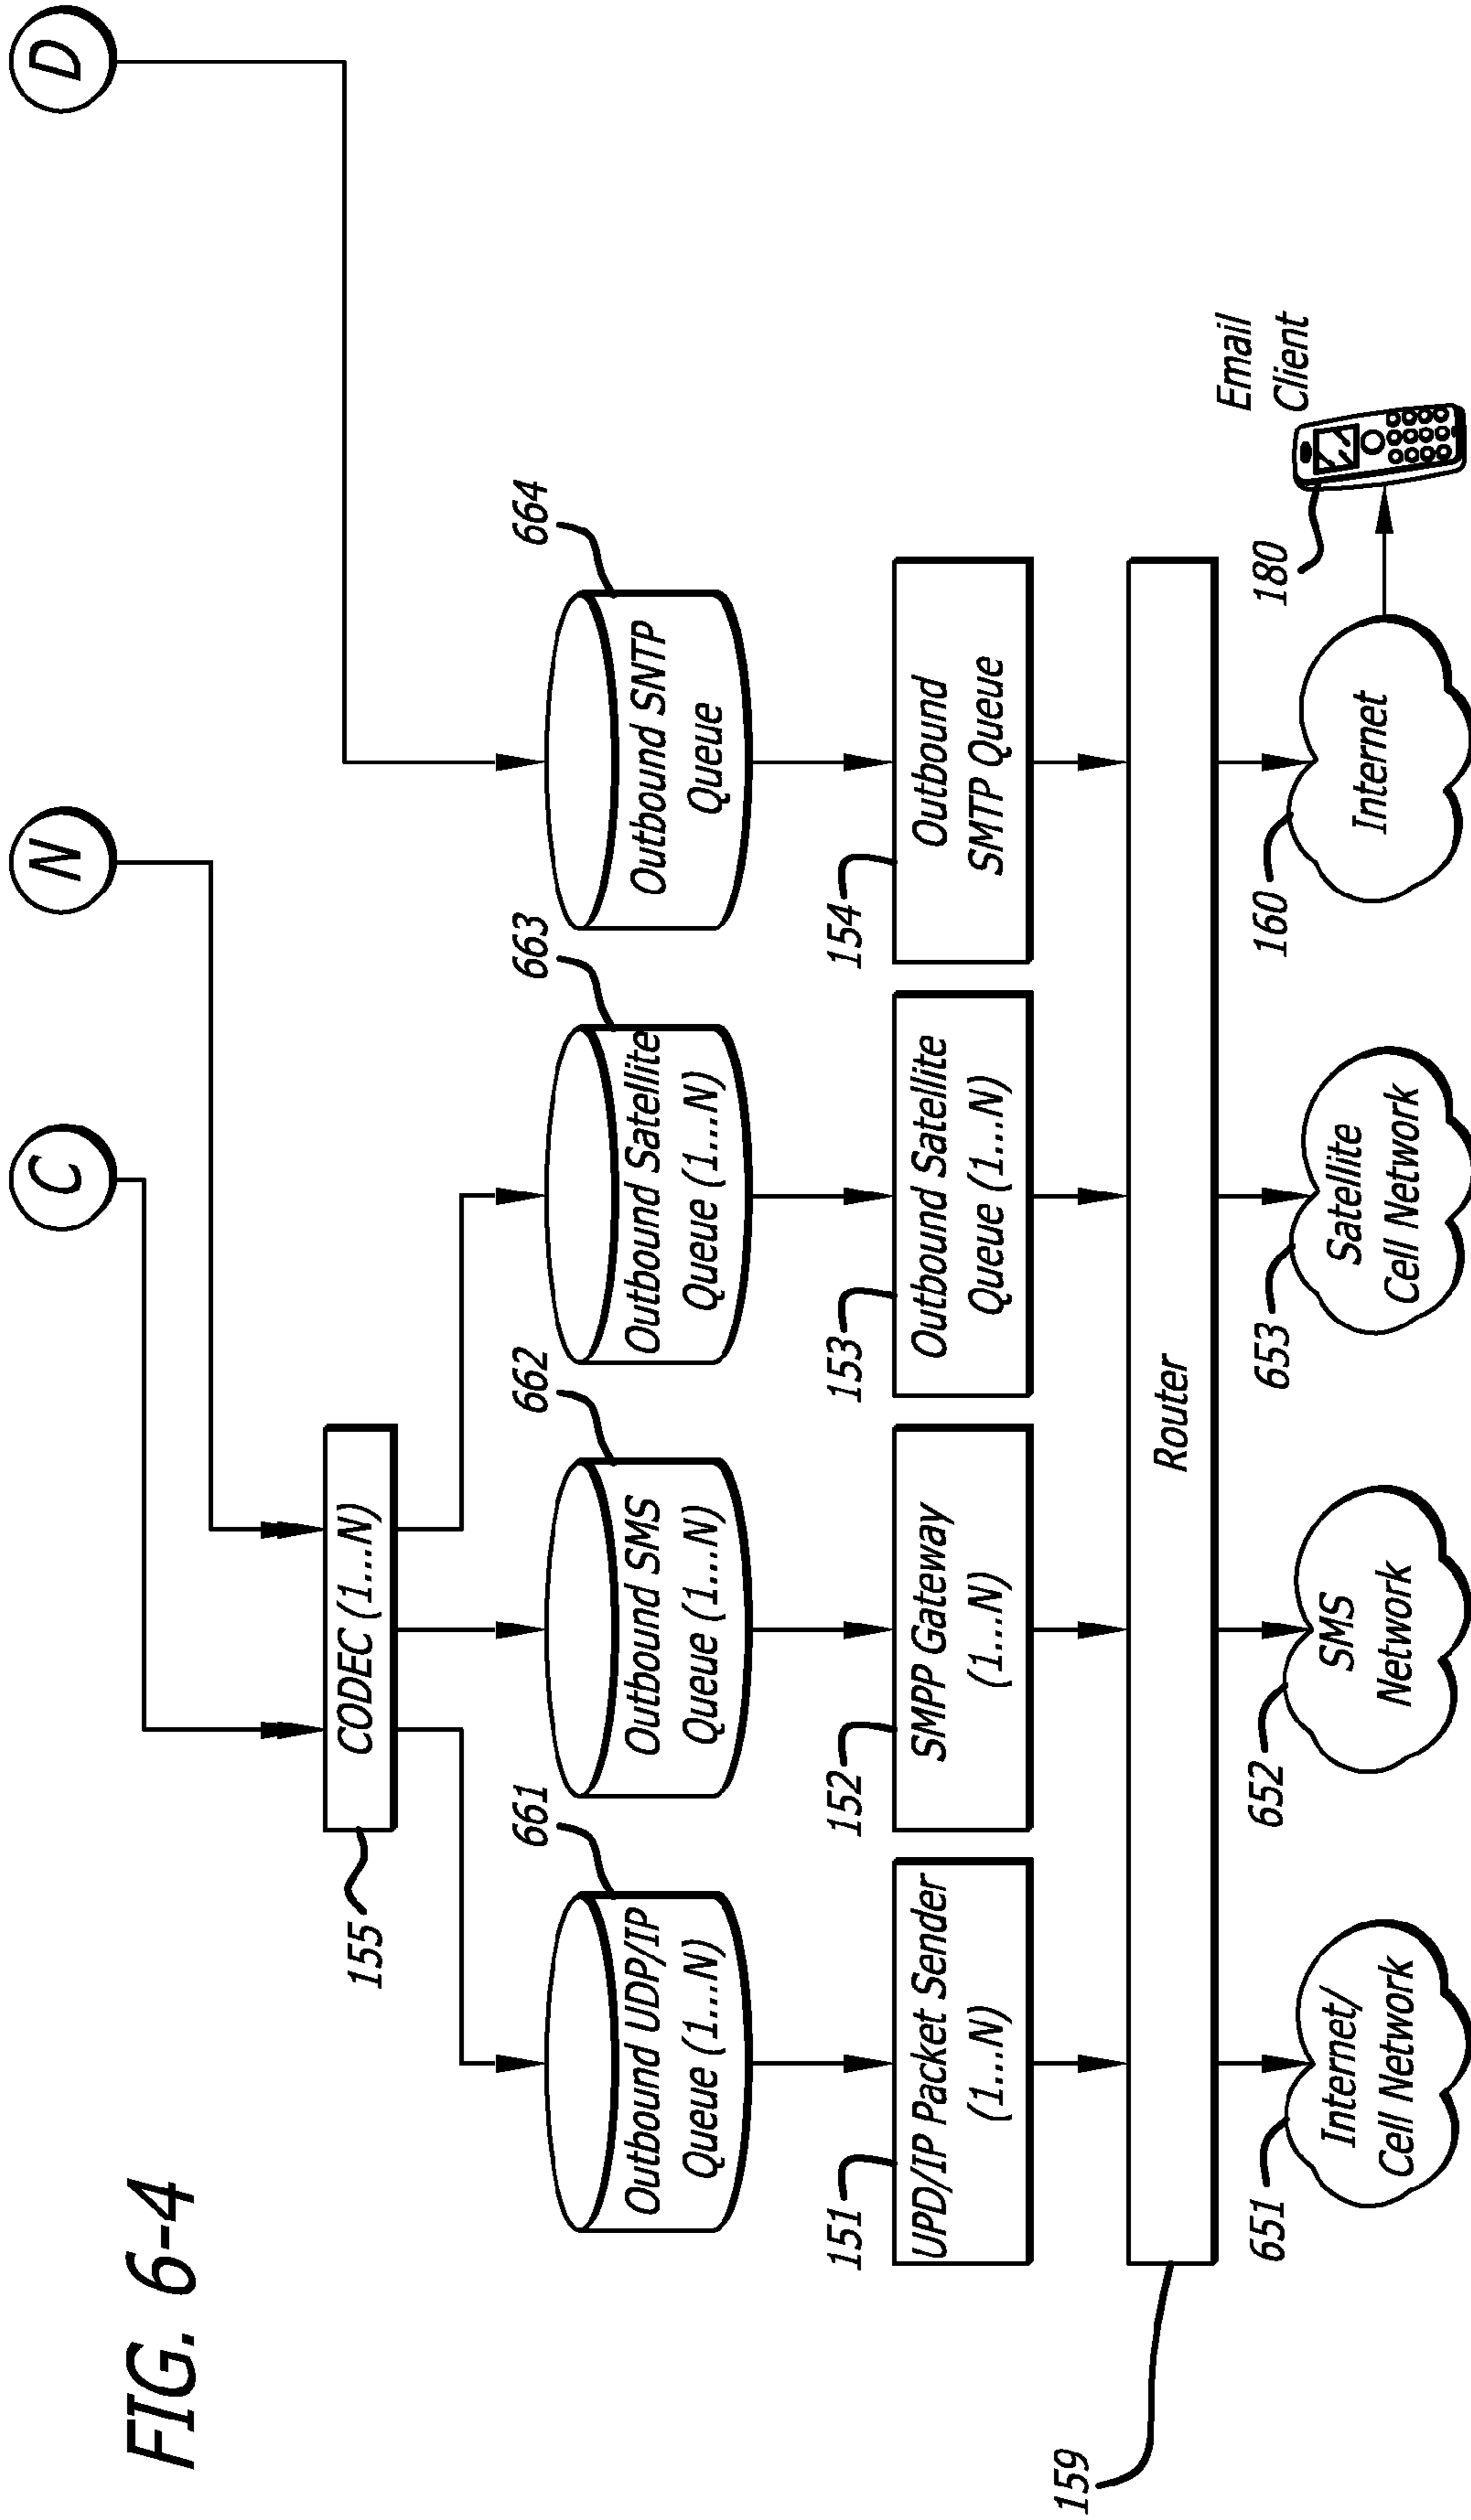 FIG. 6-4
C
N
D
155
CODEC (1...N)
661
662
663
664
Outbound UDP/IP
Queue (1...N)
Outbound SMS
Queue (1...N)
Outbound Satellite
Queue (1...N)
Outbound SNTP
Queue
151
152
153
154
UPD/IP Packet Sender
(1...N)
SMPP Gateway
(1...N)
Outbound Satellite
Queue (1...N)
Outbound
SMTP Queue
159
Router
651
652
653
160
180
Internet/
Cell Network
SMS
Network
Satellite
Cell Network
Internet
Email
Client